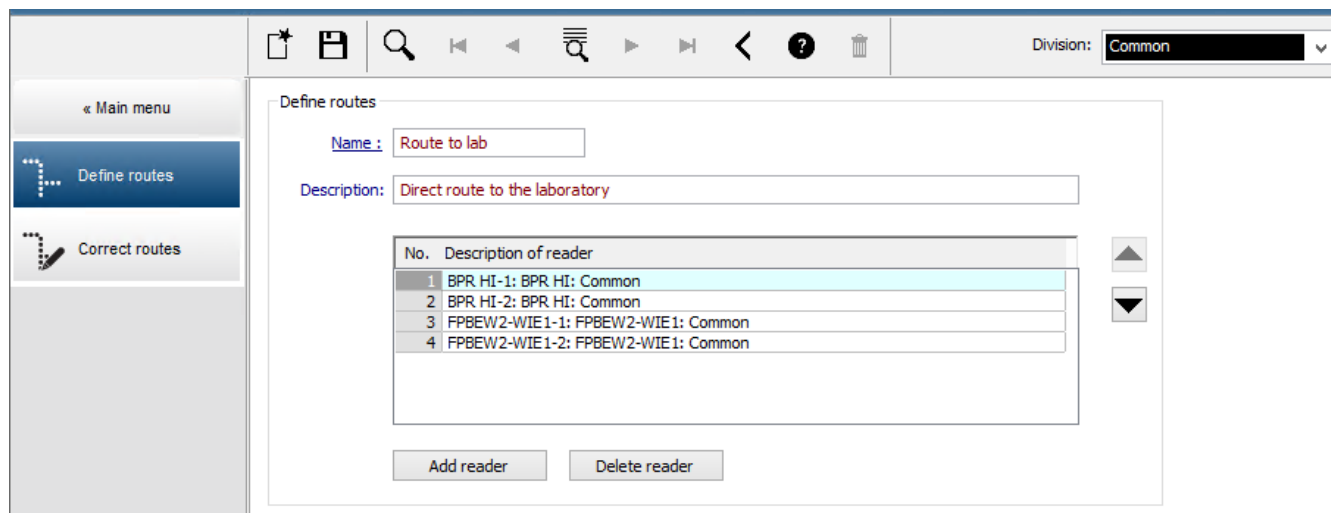 Division: Common
« Main menu
Define routes
Correct routes
Define routes
Name : Route to lab
Description: Direct route to the laboratory
No. Description of reader
1 BPR HI-1: BPR HI: Common
2 BPR HI-2: BPR HI: Common
3 FPBEW2-WIE1-1: FPBEW2-WIE1: Common
4 FPBEW2-WIE1-2: FPBEW2-WIE1: Common
Add reader Delete reader